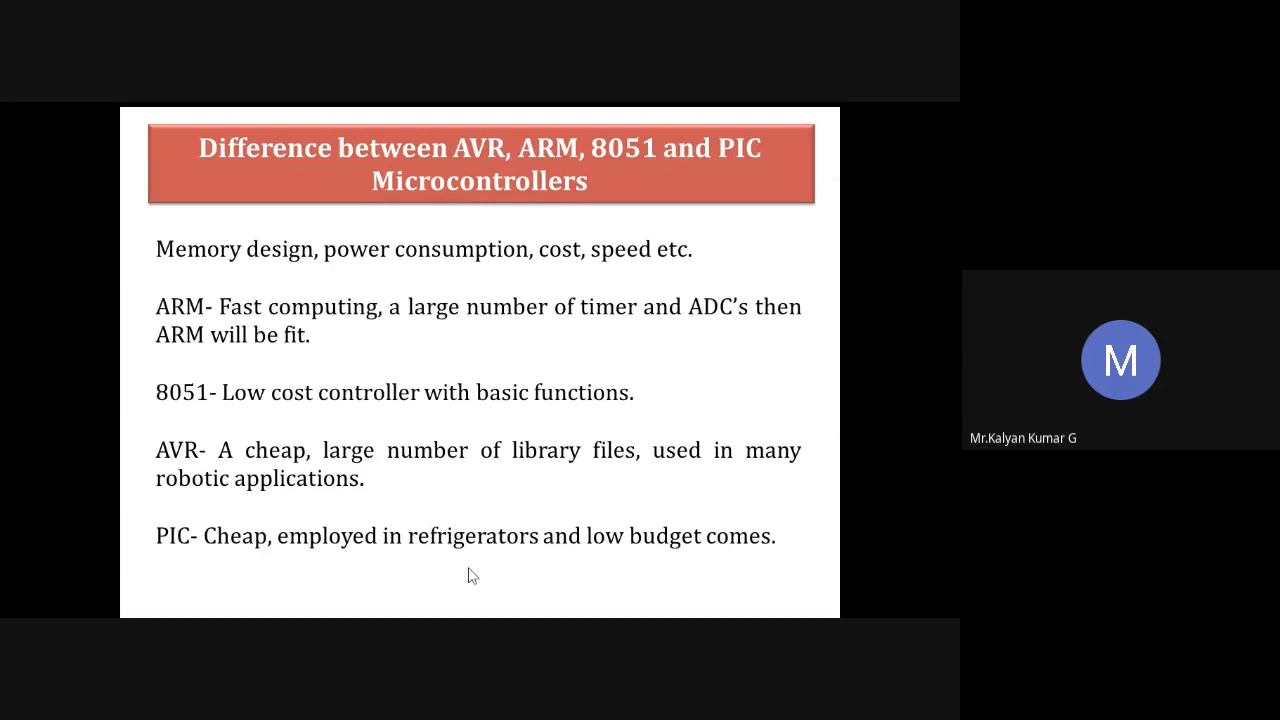 Difference between AVR, ARM, 8051 and PIC
Microcontrollers
Memory design, power consumption, cost, speed etc.
ARM- Fast computing, a large number of timer and ADC’s then
ARM will be fit.
8051- Low cost controller with basic functions.
AVR- A cheap, large number of library files, used in many
robotic applications.
PIC- Cheap, employed in refrigerators and low budget comes.
M
Mr.Kalyan Kumar G